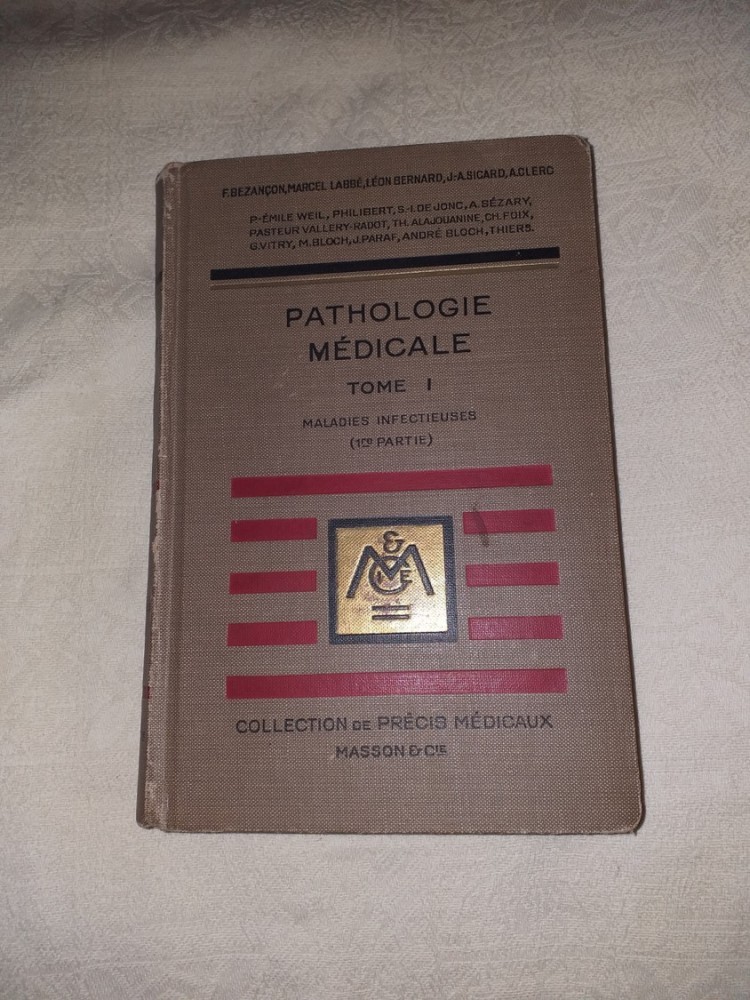 F. BEZANÇON, MARCEL LABBÉ, LÉON BERNARD, J.-A. SICARD, A. CLERC
P.-ÉMILE WEIL, PHILIBERT, S.-I. DE JONG, A. SÉZARY,
PASTEUR VALLERY-RADOT, TH. ALAJOUANINE, CH. FOIX,
G. VITRY, M. BLOCH, J. PARAF, ANDRÉ BLOCH, THIERS.
PATHOLOGIE
MÉDICALE
TOME I
MALADIES INFECTIEUSES
(1re PARTIE)
&
M
CIE
COLLECTION DE PRÉCIS MÉDICAUX
MASSON & CIE